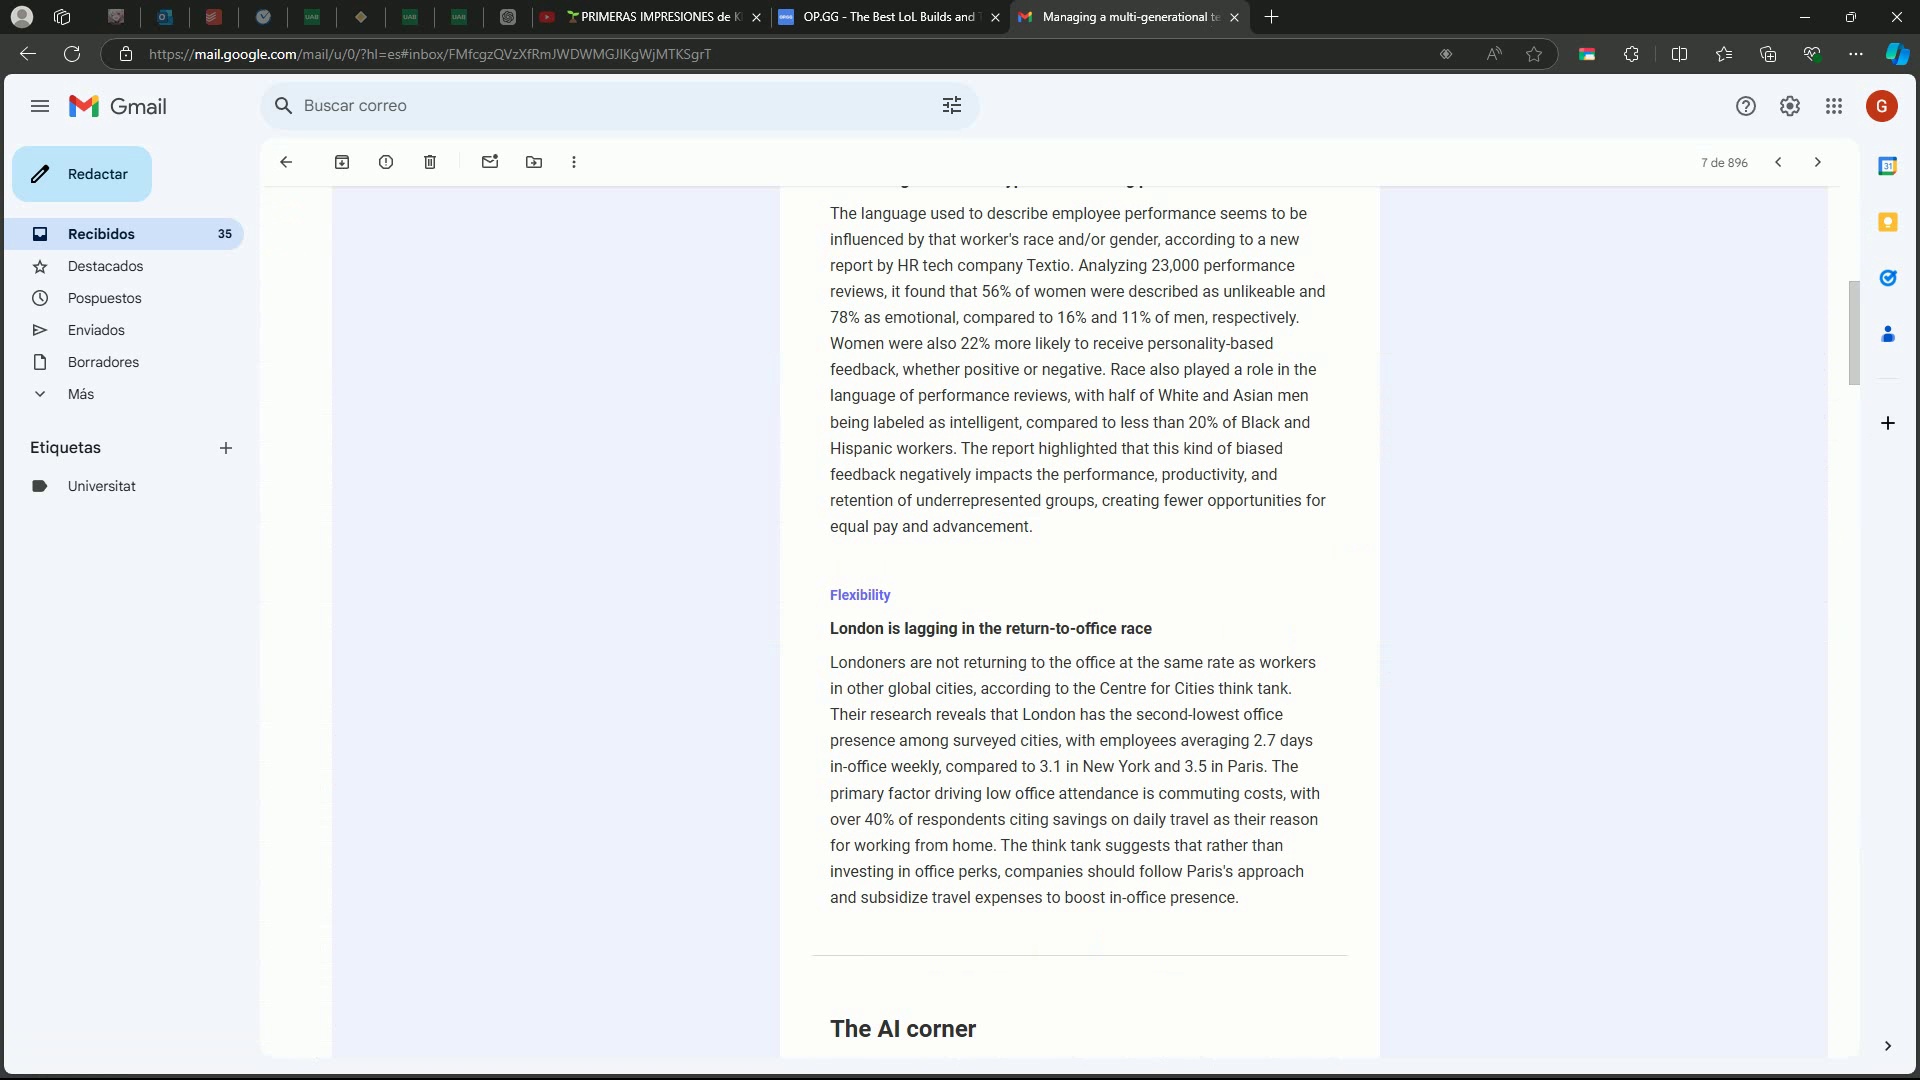 PRIMERAS IMPRESIONES de K
OP.GG - The Best LoL Builds and
Managing a multi-generational te
https://mail.google.com/mail/u/0/?hl=es#inbox/FMfcgzQVzXfRmJWDWMGJlKgWjMTKSgrT
Gmail
Buscar correo
G
Redactar
7 de 896
Recibidos 35
Destacados
Pospuestos
Enviados
Borradores
Más
Etiquetas
Universitat
The language used to describe employee performance seems to be
influenced by that worker's race and/or gender, according to a new
report by HR tech company Textio. Analyzing 23,000 performance
reviews, it found that 56% of women were described as unlikeable and
78% as emotional, compared to 16% and 11% of men, respectively.
Women were also 22% more likely to receive personality-based
feedback, whether positive or negative. Race also played a role in the
language of performance reviews, with half of White and Asian men
being labeled as intelligent, compared to less than 20% of Black and
Hispanic workers. The report highlighted that this kind of biased
feedback negatively impacts the performance, productivity, and
retention of underrepresented groups, creating fewer opportunities for
equal pay and advancement.
Flexibility
London is lagging in the return-to-office race
Londoners are not returning to the office at the same rate as workers
in other global cities, according to the Centre for Cities think tank.
Their research reveals that London has the second-lowest office
presence among surveyed cities, with employees averaging 2.7 days
in-office weekly, compared to 3.1 in New York and 3.5 in Paris. The
primary factor driving low office attendance is commuting costs, with
over 40% of respondents citing savings on daily travel as their reason
for working from home. The think tank suggests that rather than
investing in office perks, companies should follow Paris's approach
and subsidize travel expenses to boost in-office presence.
The AI corner